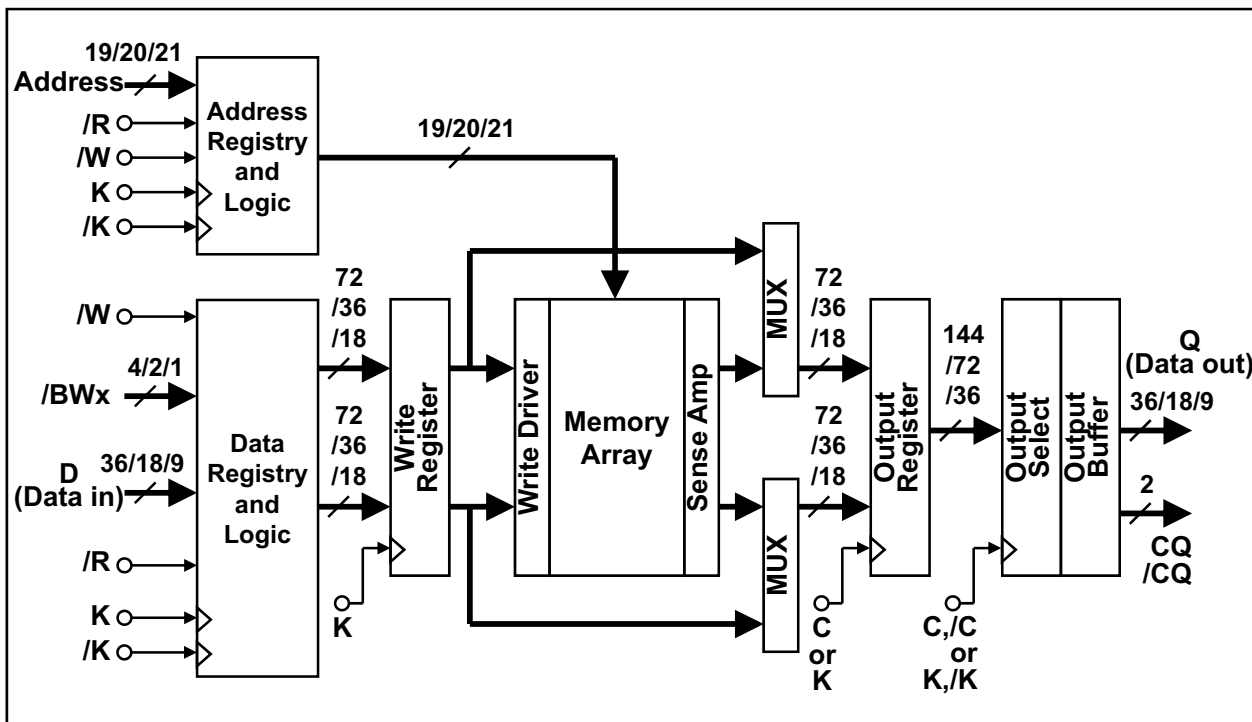 19/20/21
Address
/R
/W
K
/K
Address
Registry
and
Logic
19/20/21
/W
4/2/1
/BWx
36/18/9
D
(Data in)
/R
K
/K
Data
Registry
and
Logic
72
/36
/18
72
/36
/18
Write
Register
K
Write Driver
Memory
Array
Sense Amp
MUX
MUX
72
/36
/18
72
/36
/18
Output
Register
C
or
K
144
/72
/36
Output
Select
Output
Buffer
C,/C
or
K,/K
Q
(Data out)
36/18/9
2
CQ
/CQ